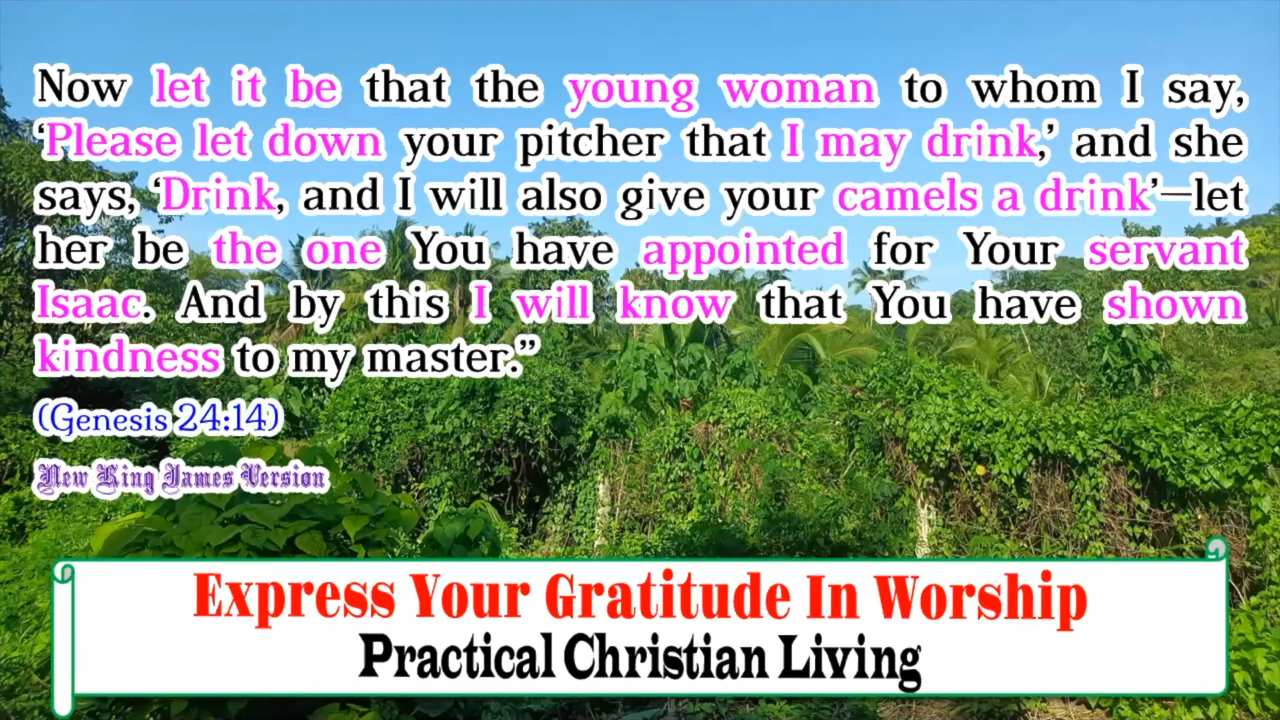 Now let it be that the young woman to whom I say,
‘Please let down your pitcher that I may drink,’ and she
says, ‘Drink, and I will also give your camels a drink’—let
her be the one You have appointed for Your servant
Isaac. And by this I will know that You have shown
kindness to my master.”
(Genesis 24:14)
New King James Version
Express Your Gratitude In Worship
Practical Christian Living